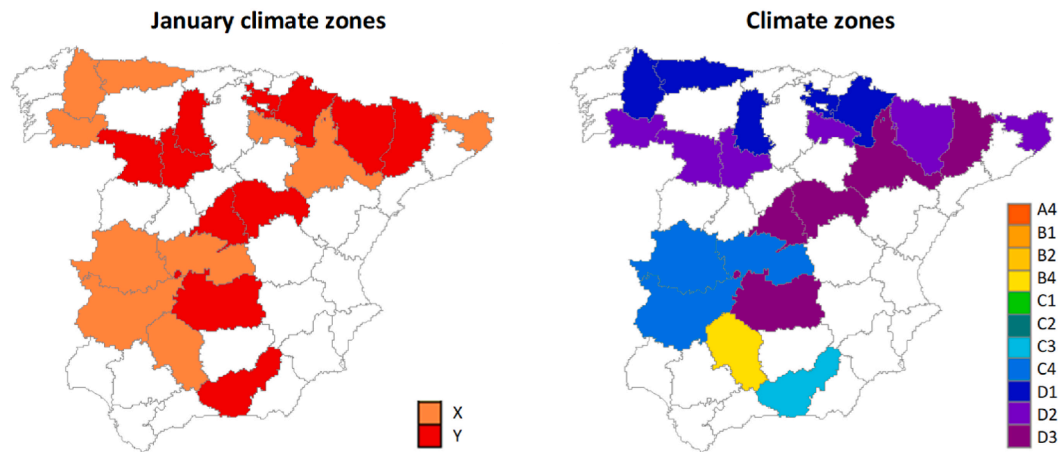 January climate zones
Climate zones
X
Y
A4
B1
B2
B4
C1
C2
C3
C4
D1
D2
D3